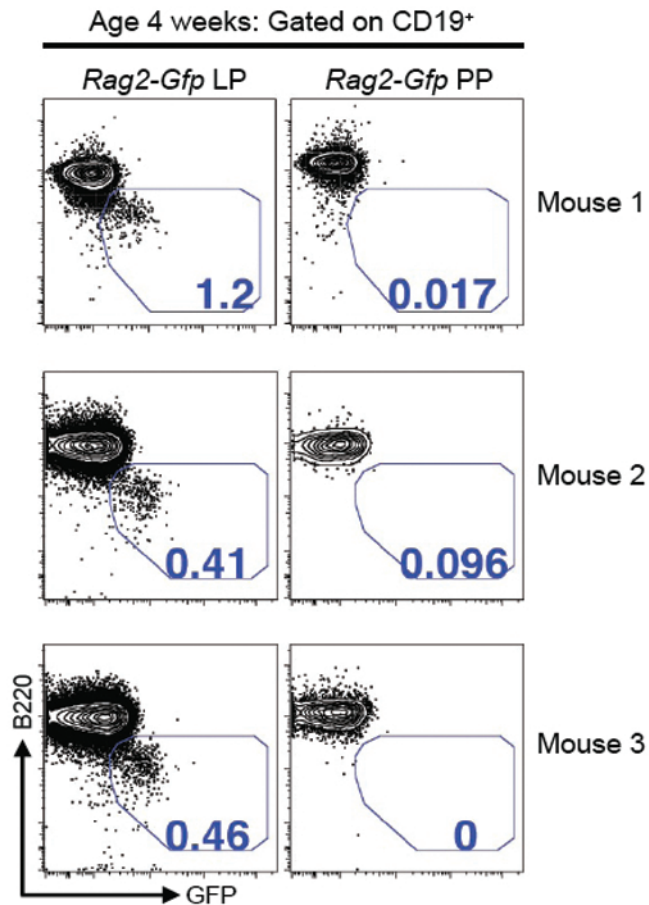 Age 4 weeks: Gated on CD19⁺
Rag2-Gfp LP
Rag2-Gfp PP
1.2
0.017
Mouse 1
0.41
0.096
Mouse 2
0.46
0
Mouse 3
B220
GFP